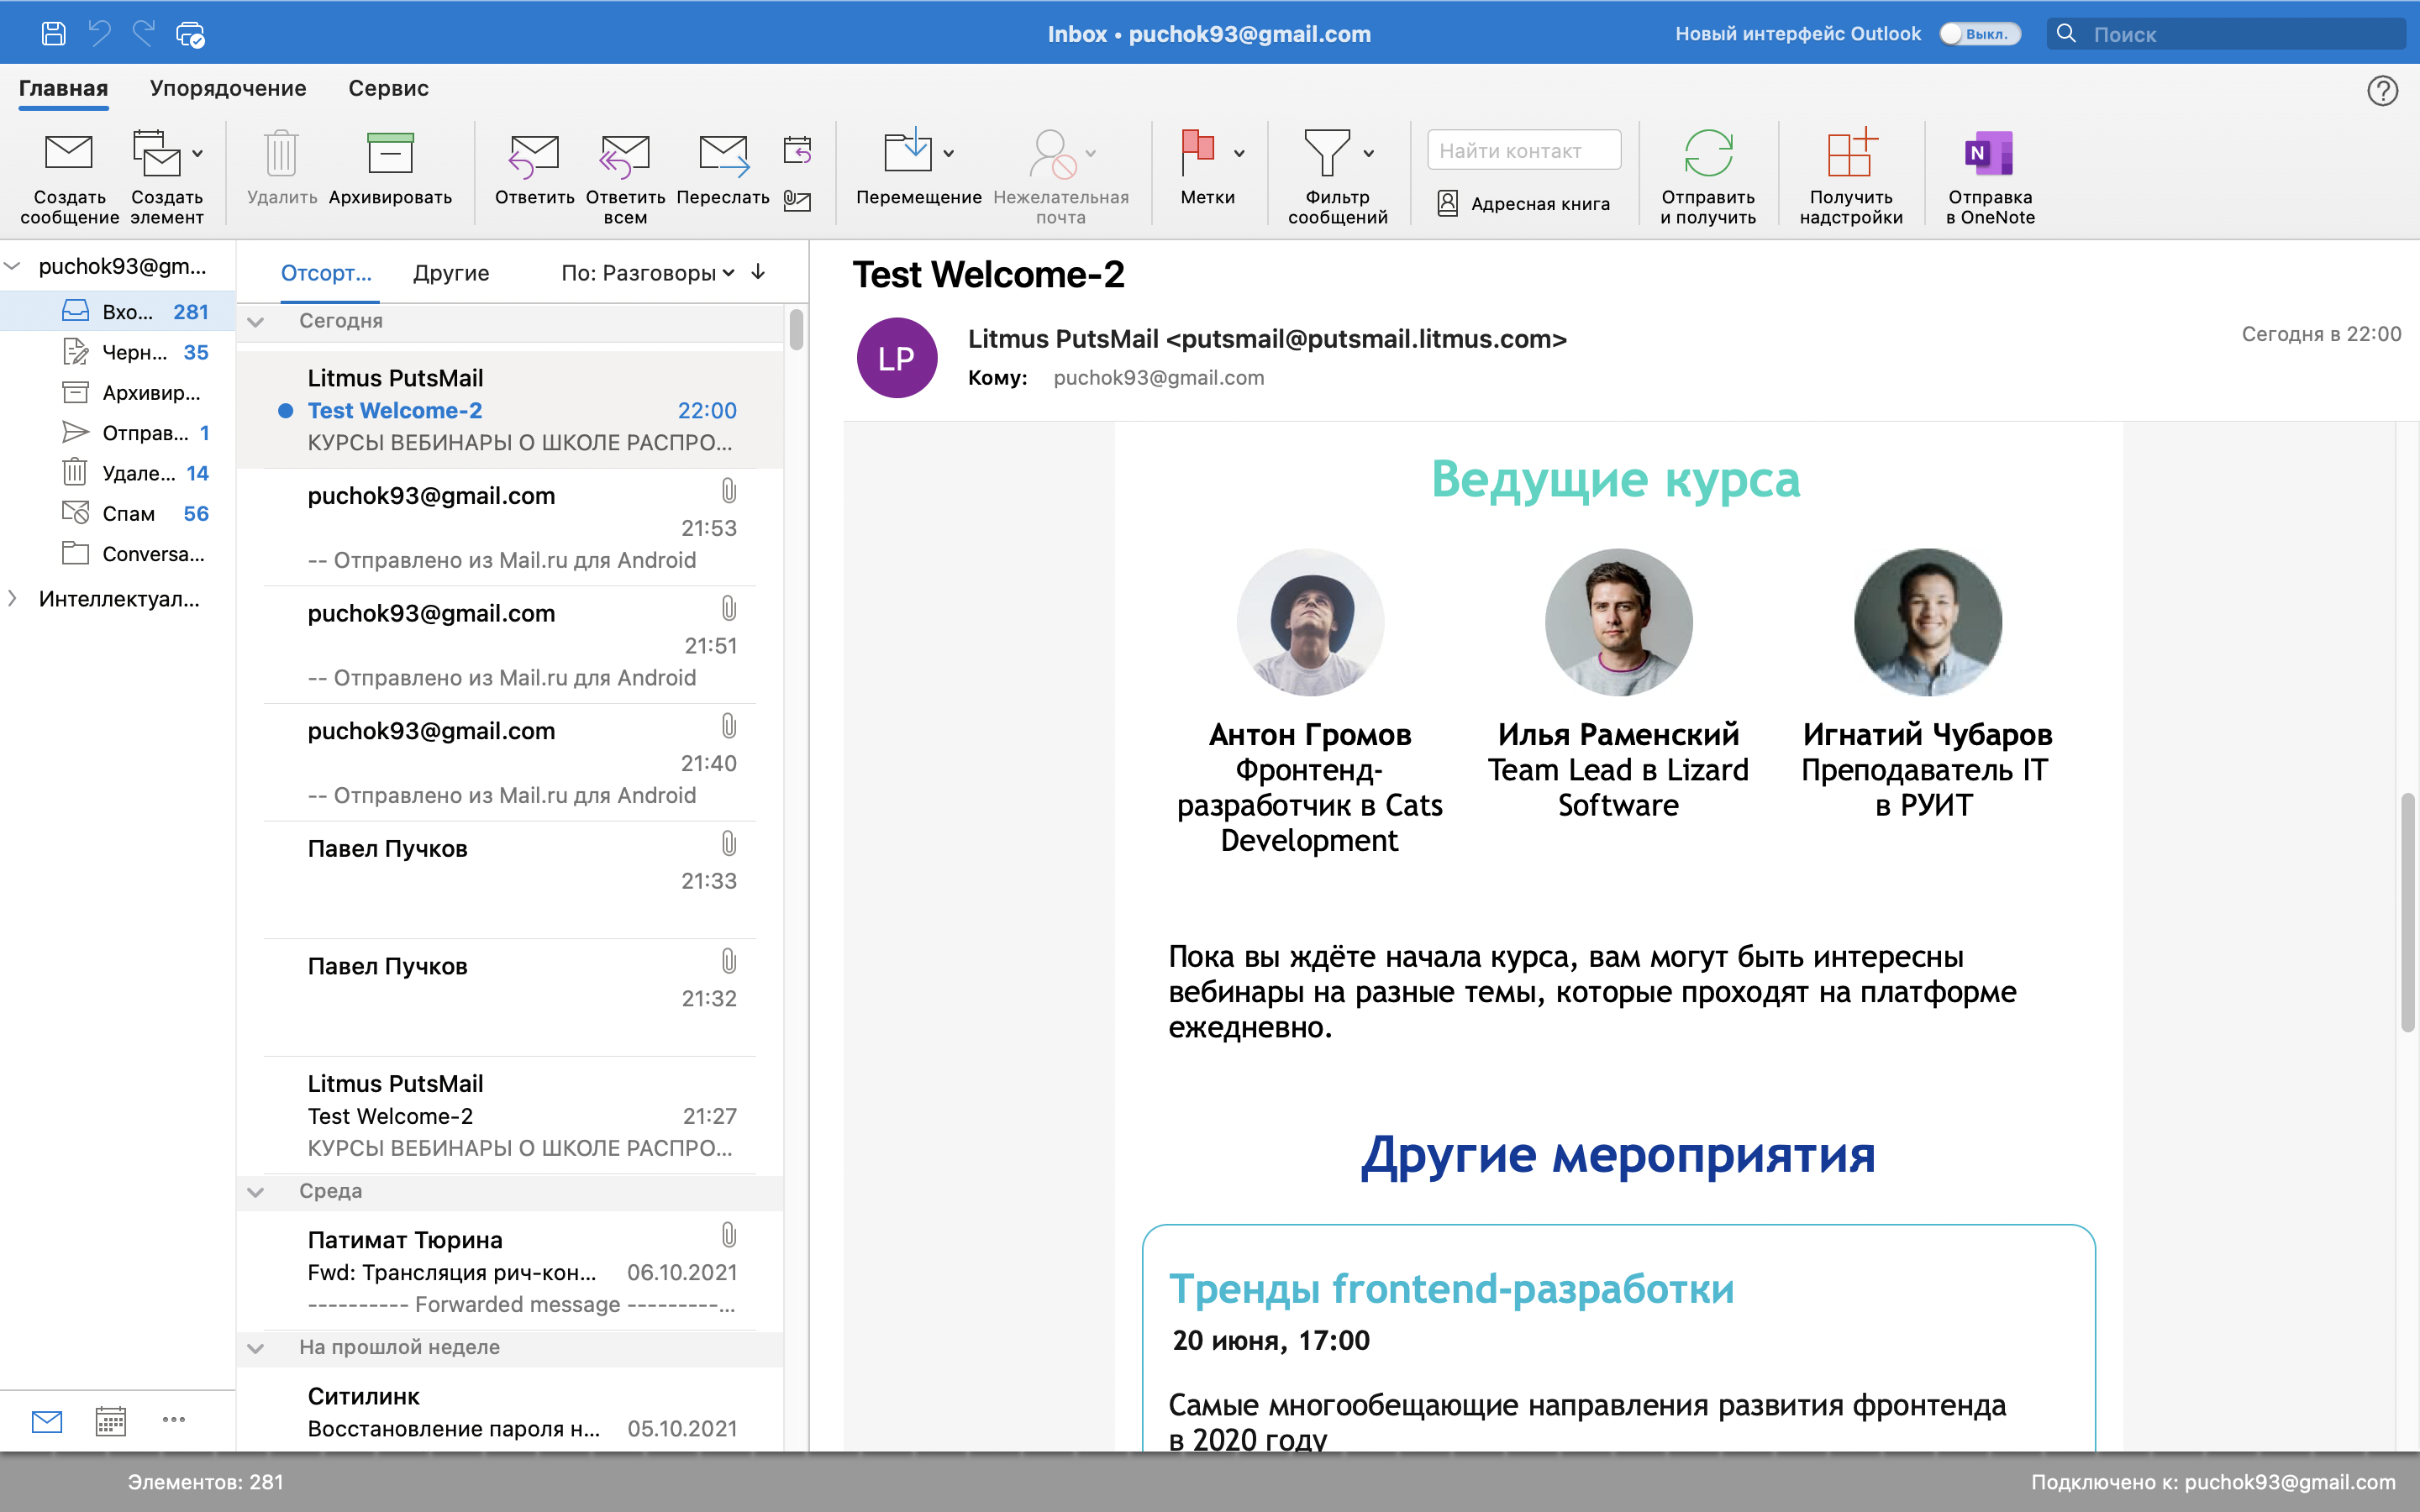 Inbox • puchok93@gmail.com
Новый интерфейс Outlook
Выкл.
Поиск
Главная
Упорядочение
Сервис
Создать
сообщение
Создать
элемент
Удалить
Архивировать
Ответить
Ответить
всем
Переслать
Перемещение
Нежелательная
почта
Метки
Фильтр
сообщений
Найти контакт
Адресная книга
Отправить
и получить
Получить
надстройки
N
Отправка
в OneNote
puchok93@gm...
Вхо... 281
Черн... 35
Архивир...
Отправ... 1
Удале... 14
Спам 56
Conversa...
Интеллектуал...
Отсорт...
Другие
По: Разговоры
Сегодня
Litmus PutsMail
Test Welcome-2 22:00
КУРСЫ ВЕБИНАРЫ О ШКОЛЕ РАСПРО...
puchok93@gmail.com
21:53
-- Отправлено из Mail.ru для Android
puchok93@gmail.com
21:51
-- Отправлено из Mail.ru для Android
puchok93@gmail.com
21:40
-- Отправлено из Mail.ru для Android
Павел Пучков
21:33
Павел Пучков
21:32
Litmus PutsMail
Test Welcome-2 21:27
КУРСЫ ВЕБИНАРЫ О ШКОЛЕ РАСПРО...
Среда
Патимат Тюрина
Fwd: Трансляция рич-кон... 06.10.2021
---------- Forwarded message ---------...
На прошлой неделе
Ситилинк
Восстановление пароля н... 05.10.2021
Test Welcome-2
LP
Litmus PutsMail <putsmail@putsmail.litmus.com>
Кому: puchok93@gmail.com
Сегодня в 22:00
Ведущие курса
Антон Громов
Фронтенд-
разработчик в Cats
Development
Илья Раменский
Team Lead в Lizard
Software
Игнатий Чубаров
Преподаватель IT
в РУИТ
Пока вы ждёте начала курса, вам могут быть интересны
вебинары на разные темы, которые проходят на платформе
ежедневно.
Другие мероприятия
Тренды frontend-разработки
20 июня, 17:00
Самые многообещающие направления развития фронтенда
в 2020 году
Элементов: 281
Подключено к: puchok93@gmail.com